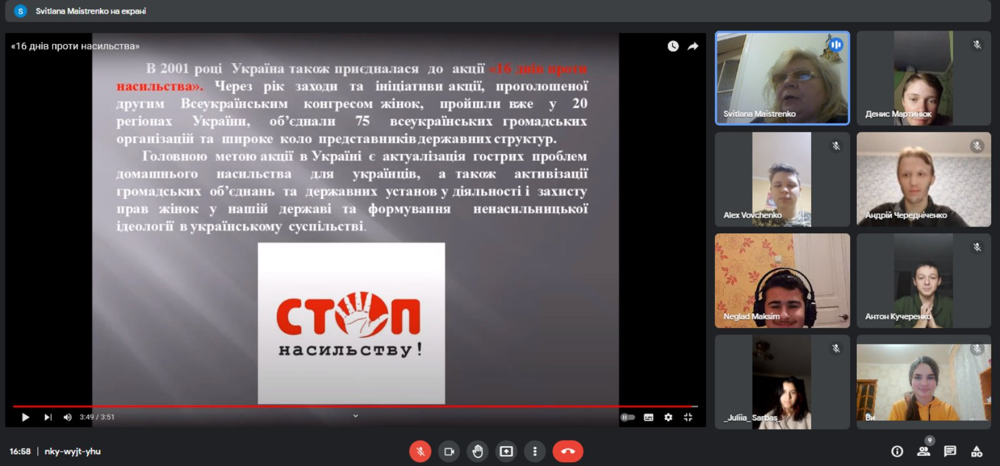 S Svitlana Maistrenko на екрані
«16 днів проти насильства»
В 2001 році Україна також приєдналася до акції «16 днів проти
насильства». Через рік заходи та ініціативи акції, проголошеної
другим Всеукраїнським конгресом жінок, пройшли вже у 20
регіонах України, об’єднали 75 всеукраїнських громадських
організацій та широке коло представників державних структур.
Головною метою акції в Україні є актуалізація гострих проблем
домашнього насильства для українців, а також активізації
громадських об’єднань та державних установ у діяльності і захисту
прав жінок у нашій державі та формування ненасильницької
ідеології в українському суспільстві.
СТОП
насильству!
3:49 / 3:51
Svitlana Maistrenko
Денис Мартинюк
Alex Vovchenko
Андрій Чередніченко
Neglad Maksim
Антон Кучеренко
_Juliia_ Sarbas_
Ви
16:58 | nky-wyjt-yhu
9